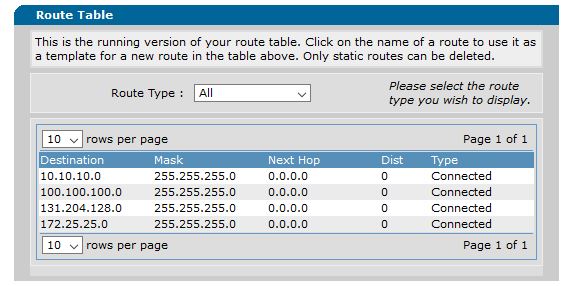 Route Table
This is the running version of your route table. Click on the name of a route to use it as
a template for a new route in the table above. Only static routes can be deleted.
Route Type : All
Please select the route
type you wish to display.
10 rows per page Page 1 of 1
Destination Mask Next Hop Dist Type
10.10.10.0 255.255.255.0 0.0.0.0 0 Connected
100.100.100.0 255.255.255.0 0.0.0.0 0 Connected
131.204.128.0 255.255.255.0 0.0.0.0 0 Connected
172.25.25.0 255.255.255.0 0.0.0.0 0 Connected
10 rows per page Page 1 of 1